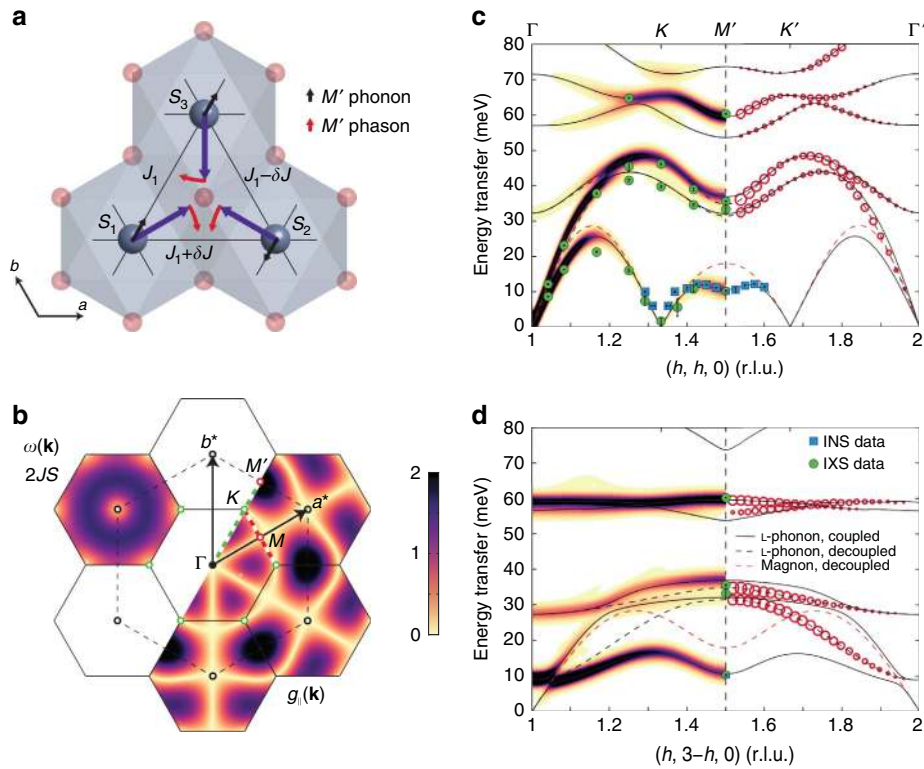 a
S₃
M′ phonon
M′ phason
J₁
J₁−δJ
S₁
S₂
J₁+δJ
b
a
b
ω(k)
2JS
b*
M′
K
a*
M
Γ
g∥(k)
2
1
0
c
Γ
K
M′
K′
Γ′
80
70
60
50
40
30
20
10
0
Energy transfer (meV)
1
1.2
1.4
1.6
1.8
2
(h, h, 0) (r.l.u.)
d
80
70
60
50
40
30
20
10
0
Energy transfer (meV)
INS data
IXS data
L-phonon, coupled
L-phonon, decoupled
Magnon, decoupled
1
1.2
1.4
1.6
1.8
2
(h, 3−h, 0) (r.l.u.)